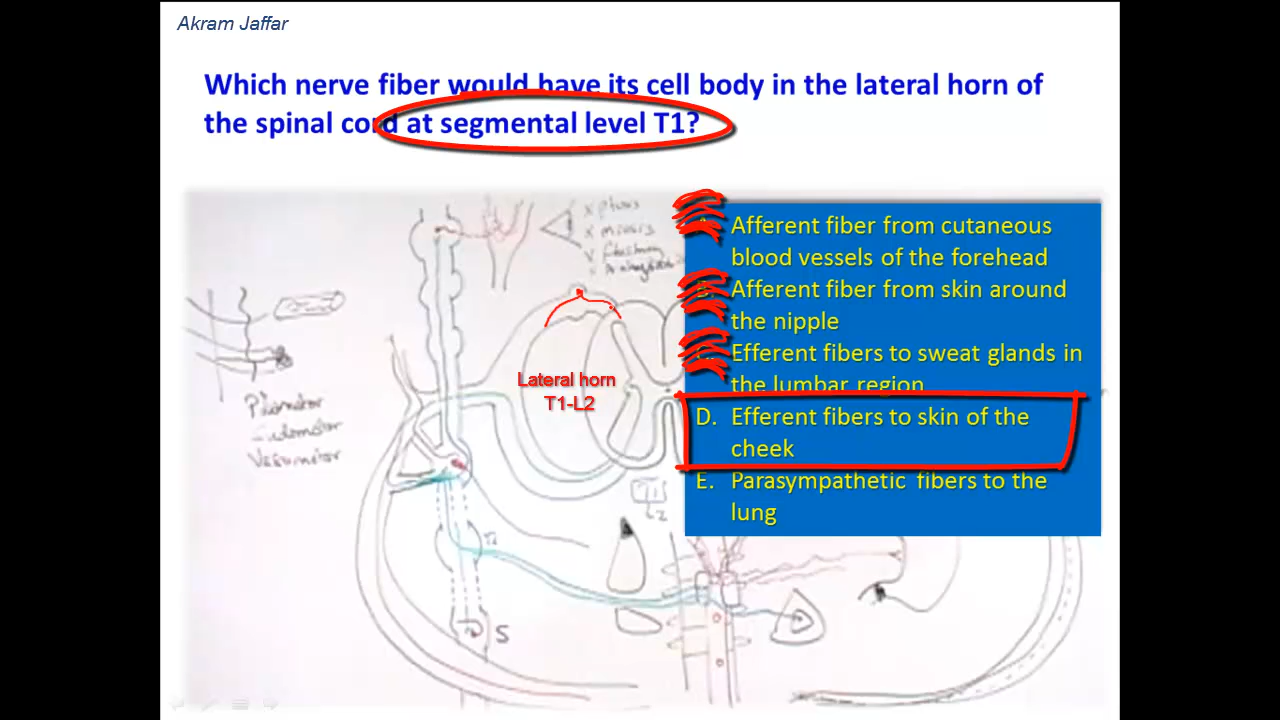 Akram Jaffar
Which nerve fiber would have its cell body in the lateral horn of
the spinal cord at segmental level T1?
Afferent fiber from cutaneous
blood vessels of the forehead
B. Afferent fiber from skin around
the nipple
C. Efferent fibers to sweat glands in
the lumbar region
D. Efferent fibers to skin of the
cheek
E. Parasympathetic fibers to the
lung
Lateral horn
T1-L2
x ptosis
x miosis
Pilomotor
Sudomotor
Vasomotor
S